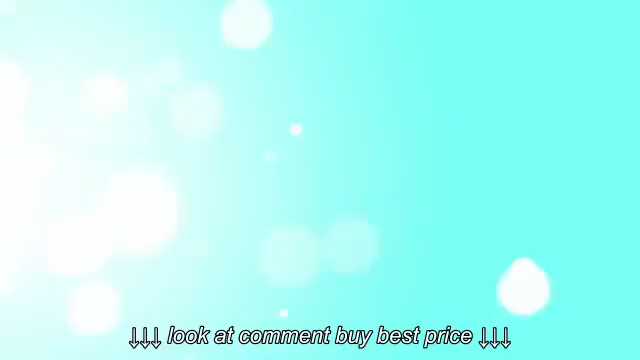 ↓↓↓ look at comment buy best price ↓↓↓